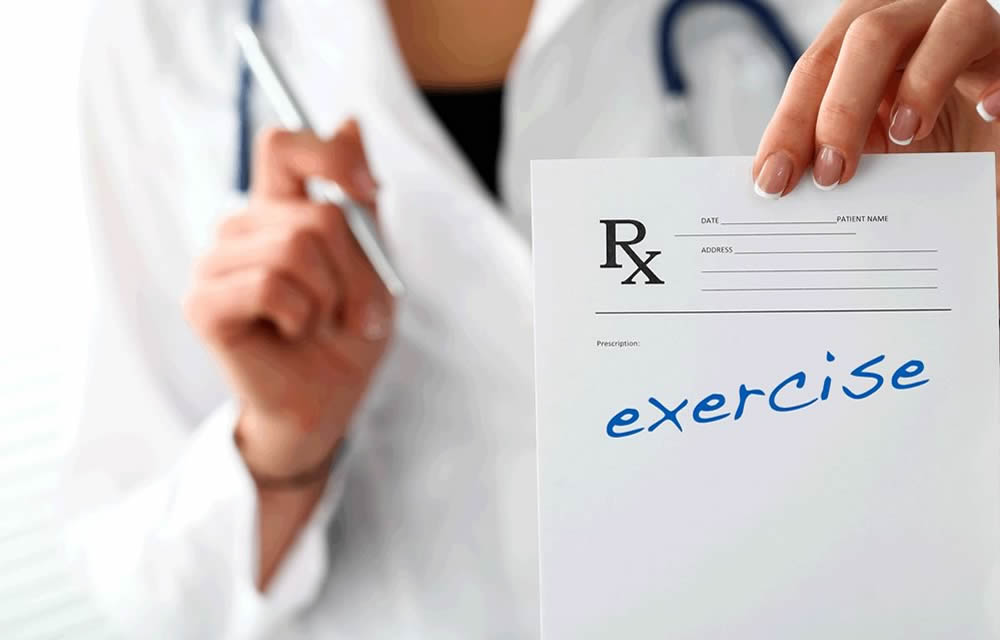 Rx
DATE PATIENT NAME
ADDRESS
Prescription:
exercise